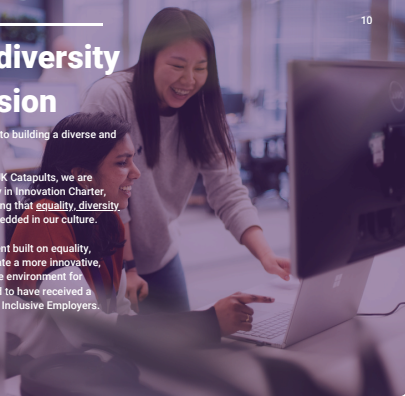 10
diversity
sion
to building a diverse and
K Catapults, we are
y in Innovation Charter,
ng that equality, diversity
edded in our culture.
nt built on equality,
ate a more innovative,
e environment for
l to have received a
Inclusive Employers.